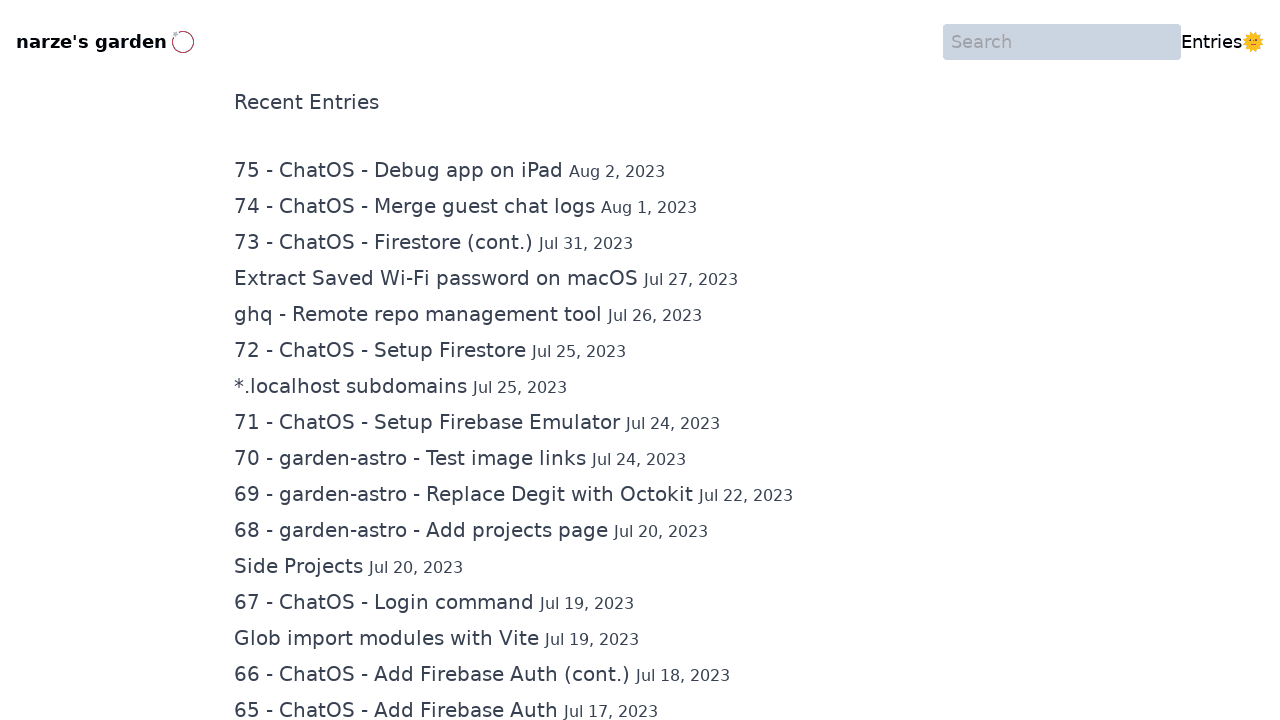 narze's garden
Search
Entries🌞
Recent Entries
75 - ChatOS - Debug app on iPad Aug 2, 2023
74 - ChatOS - Merge guest chat logs Aug 1, 2023
73 - ChatOS - Firestore (cont.) Jul 31, 2023
Extract Saved Wi-Fi password on macOS Jul 27, 2023
ghq - Remote repo management tool Jul 26, 2023
72 - ChatOS - Setup Firestore Jul 25, 2023
*.localhost subdomains Jul 25, 2023
71 - ChatOS - Setup Firebase Emulator Jul 24, 2023
70 - garden-astro - Test image links Jul 24, 2023
69 - garden-astro - Replace Degit with Octokit Jul 22, 2023
68 - garden-astro - Add projects page Jul 20, 2023
Side Projects Jul 20, 2023
67 - ChatOS - Login command Jul 19, 2023
Glob import modules with Vite Jul 19, 2023
66 - ChatOS - Add Firebase Auth (cont.) Jul 18, 2023
65 - ChatOS - Add Firebase Auth Jul 17, 2023